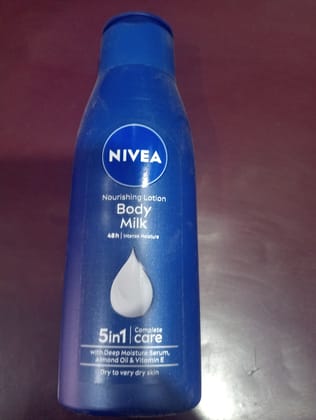 NIVEA
Nourishing Lotion
Body
Milk
48h | Intense Moisture
5in1 | Complete care
with Deep Moisture Serum,
almond Oil & Vitamin E
Dry to very dry skin